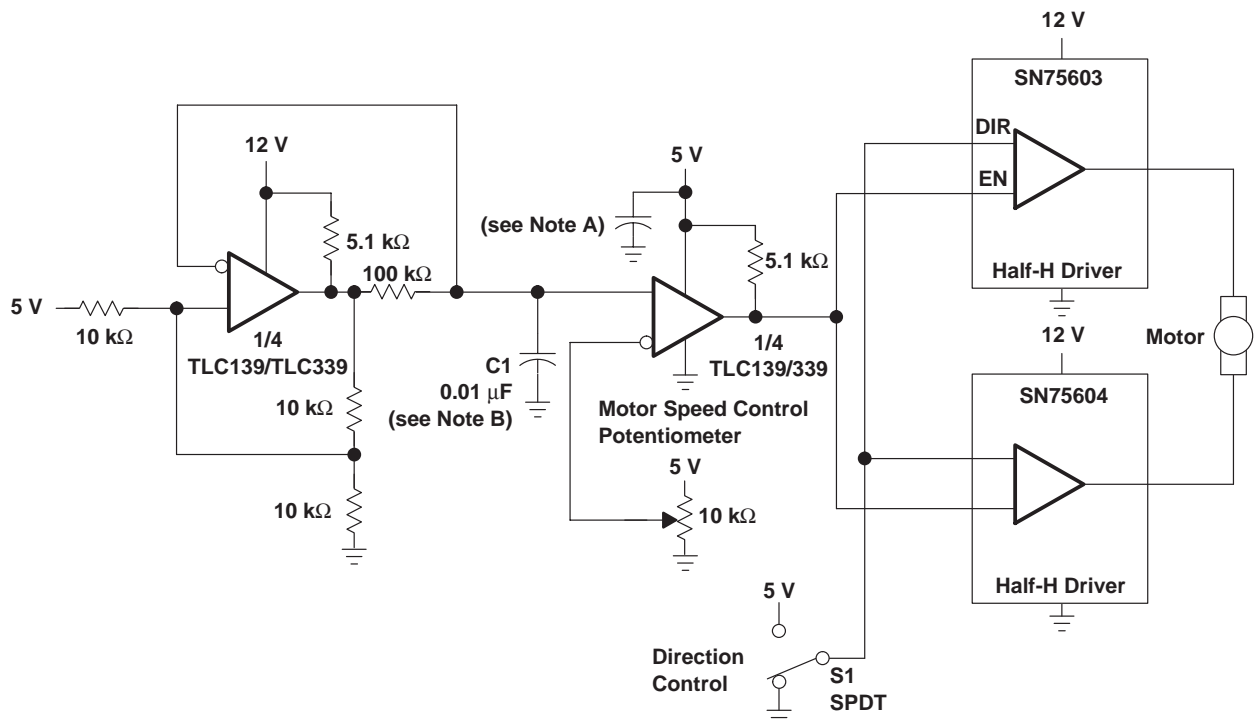 12 V
SN75603
DIR
EN
Half-H Driver
12 V
5.1 kΩ
100 kΩ
5 V
10 kΩ
1/4
TLC139/TLC339
10 kΩ
10 kΩ
C1
0.01 μF
(see Note B)
5 V
(see Note A)
5.1 kΩ
1/4
TLC139/339
Motor Speed Control
Potentiometer
5 V
10 kΩ
12 V
SN75604
Half-H Driver
Motor
5 V
Direction
Control
S1
SPDT